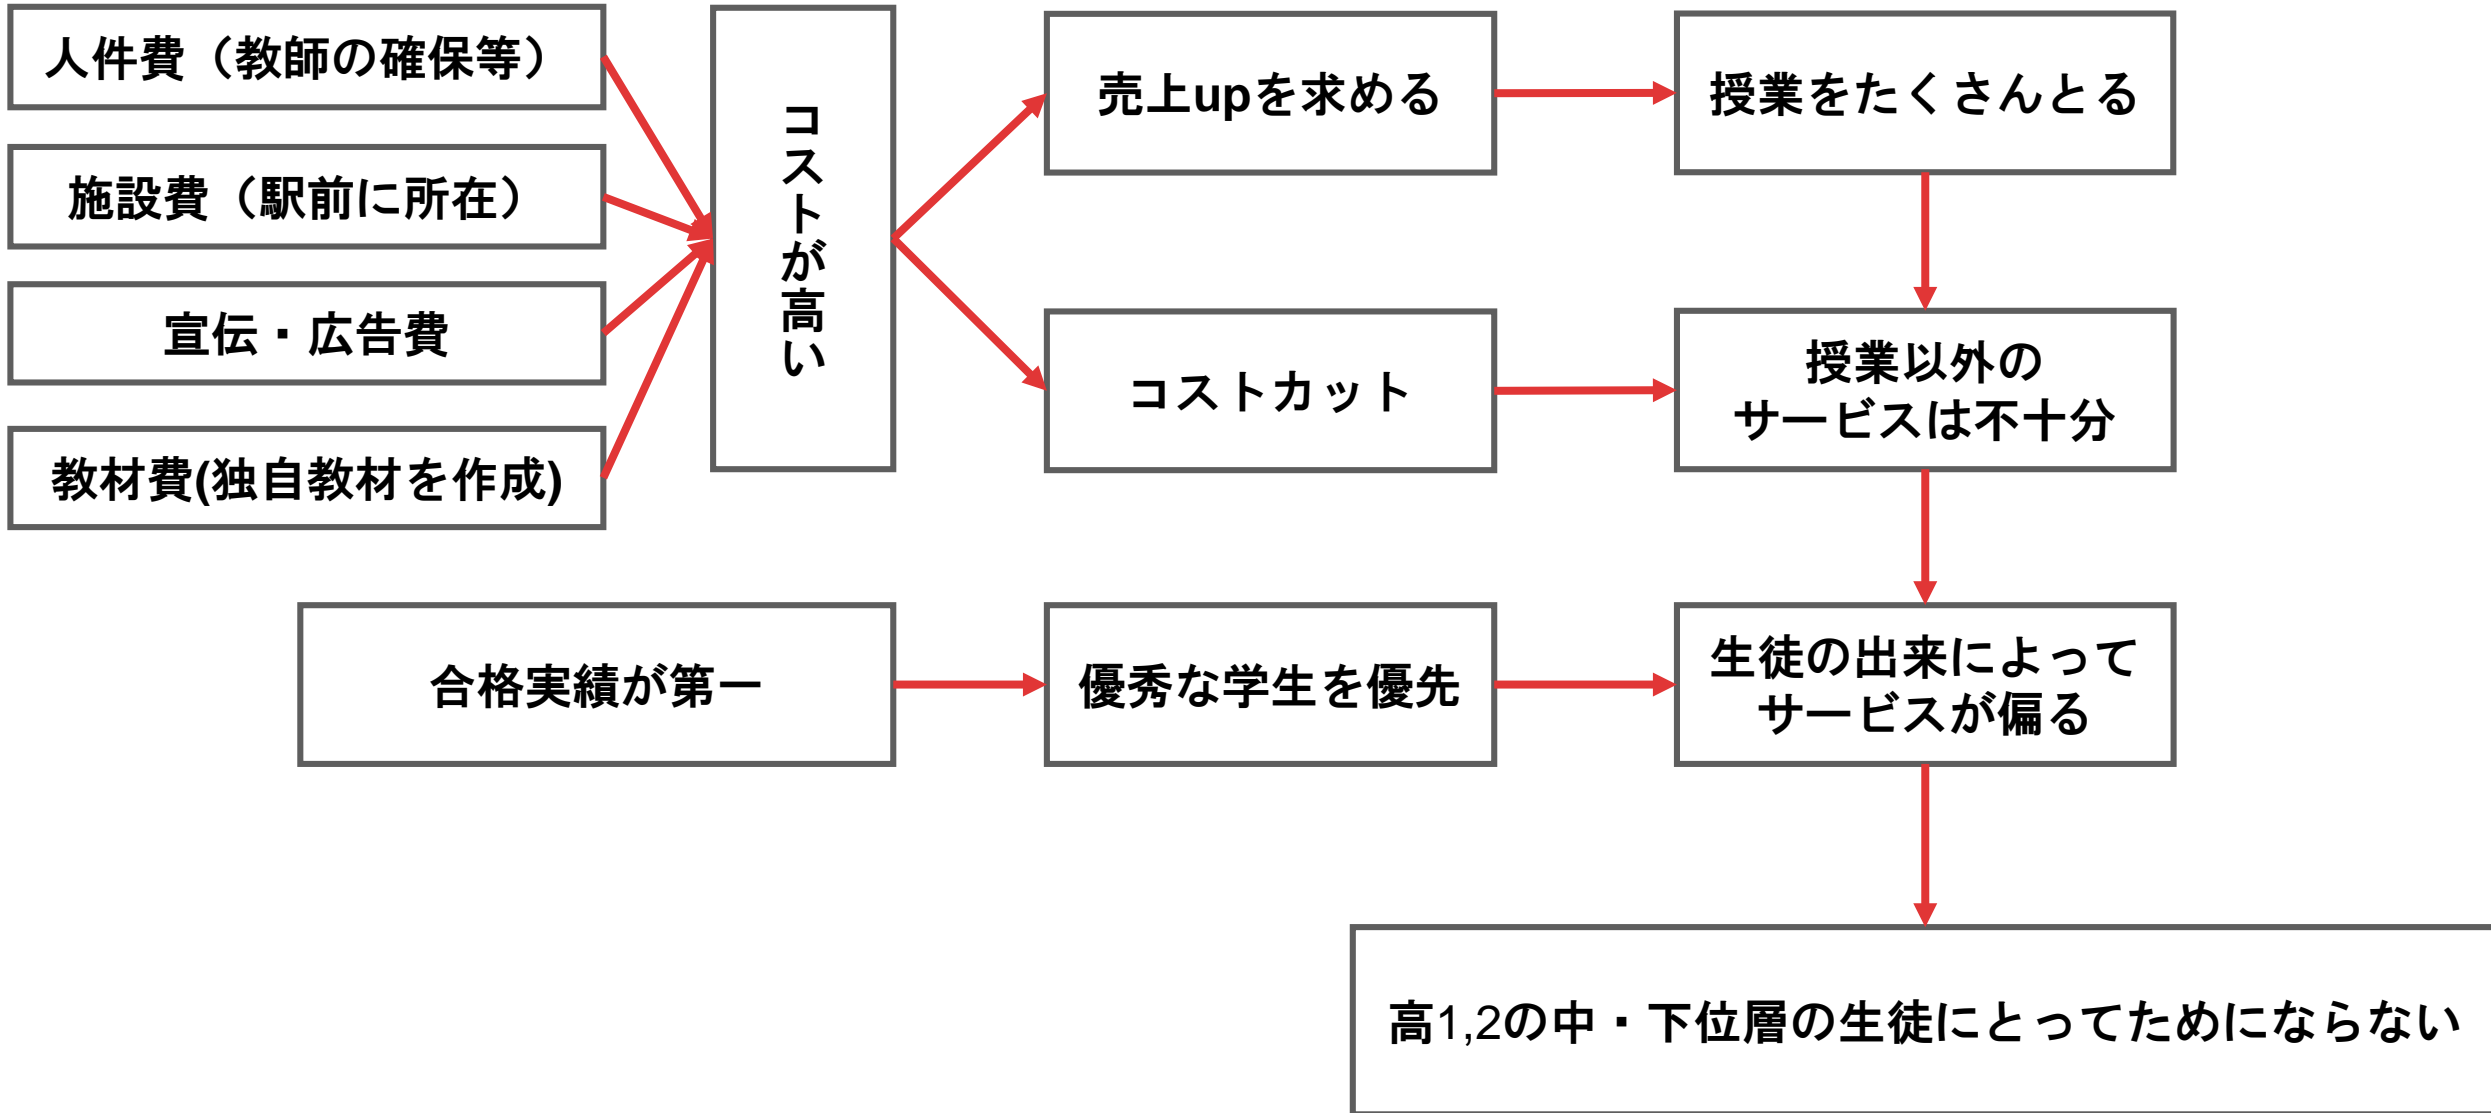 人件費（教師の確保等）
施設費（駅前に所在）
宣伝・広告費
教材費(独自教材を作成)
コストが高い
売上upを求める
授業をたくさんとる
コストカット
授業以外の
サービスは不十分
合格実績が第一
優秀な学生を優先
生徒の出来によって
サービスが偏る
高1,2の中・下位層の生徒にとってためにならない